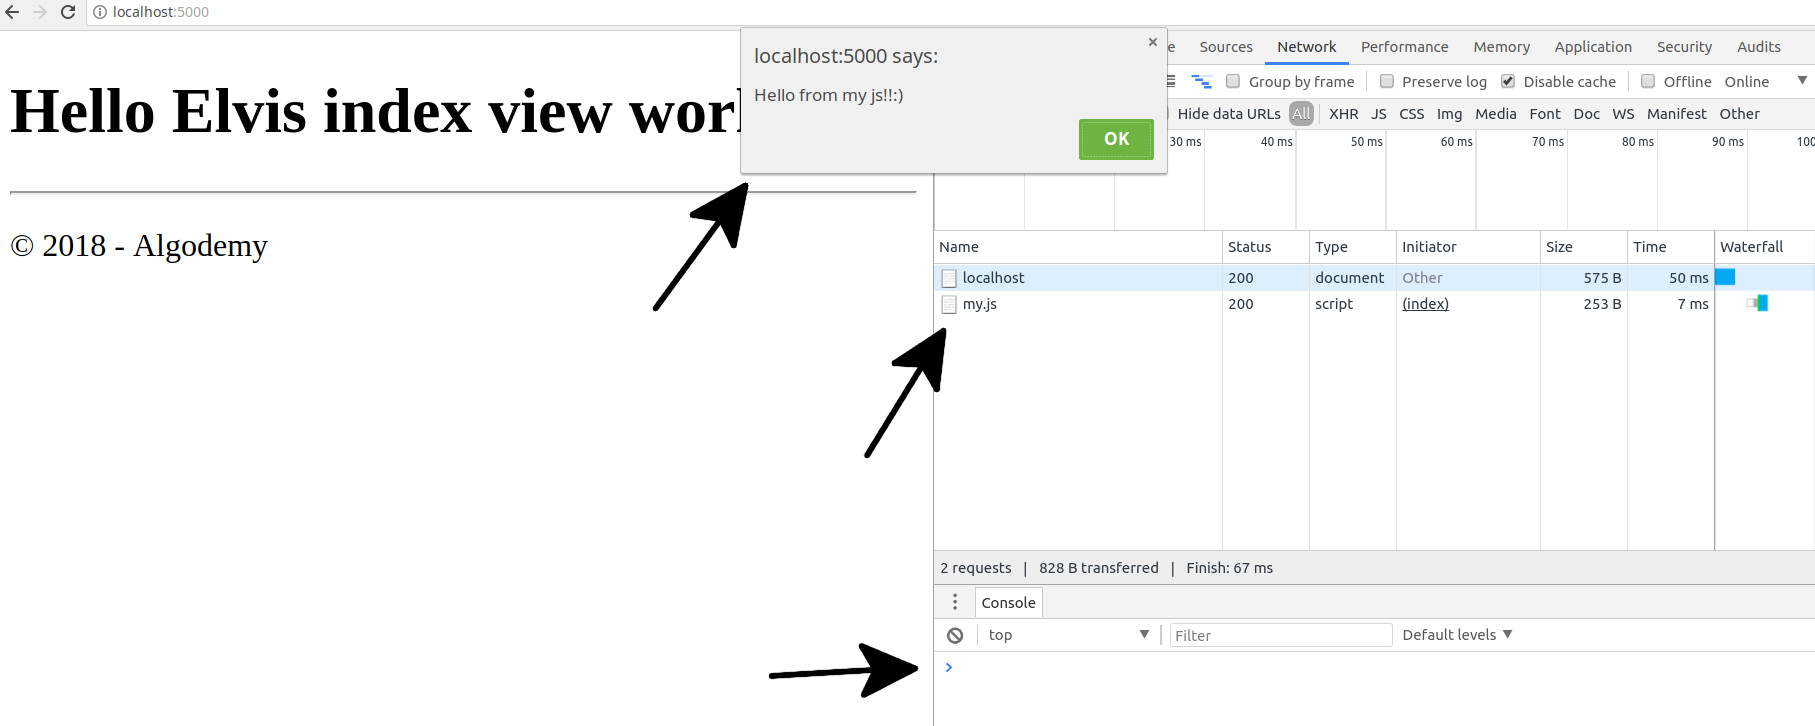 localhost:5000
localhost:5000 says:
×
Hello from my js!!:)
OK
Hello Elvis index view wor
© 2018 - Algodemy
e Sources Network Performance Memory Application Security Audits
Group by frame Preserve log Disable cache Offline Online
Hide data URLs All XHR JS CSS Img Media Font Doc WS Manifest Other
30 ms 40 ms 50 ms 60 ms 70 ms 80 ms 90 ms 100
Name Status Type Initiator Size Time Waterfall
localhost 200 document Other 575 B 50 ms
my.js 200 script (index) 253 B 7 ms
2 requests | 828 B transferred | Finish: 67 ms
Console
top Filter Default levels
>